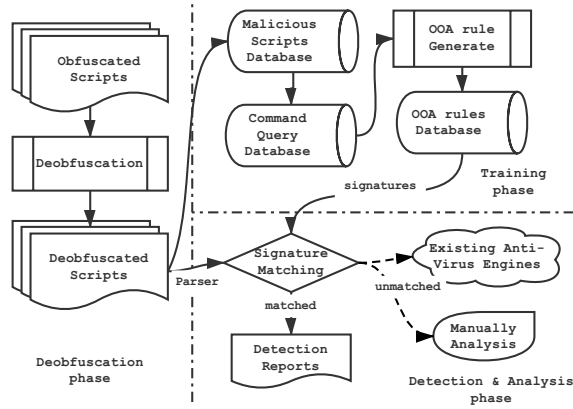 Obfuscated
Scripts
Deobfuscation
Deobfuscated
Scripts
Deobfuscation
phase
Malicious
Scripts
Database
Command
Query
Database
OOA rule
Generate
OOA rules
Database
signatures
Training
phase
Parser
Signature
Matching
matched
Detection
Reports
unmatched
Existing Anti-
Virus Engines
Manually
Analysis
Detection & Analysis
phase